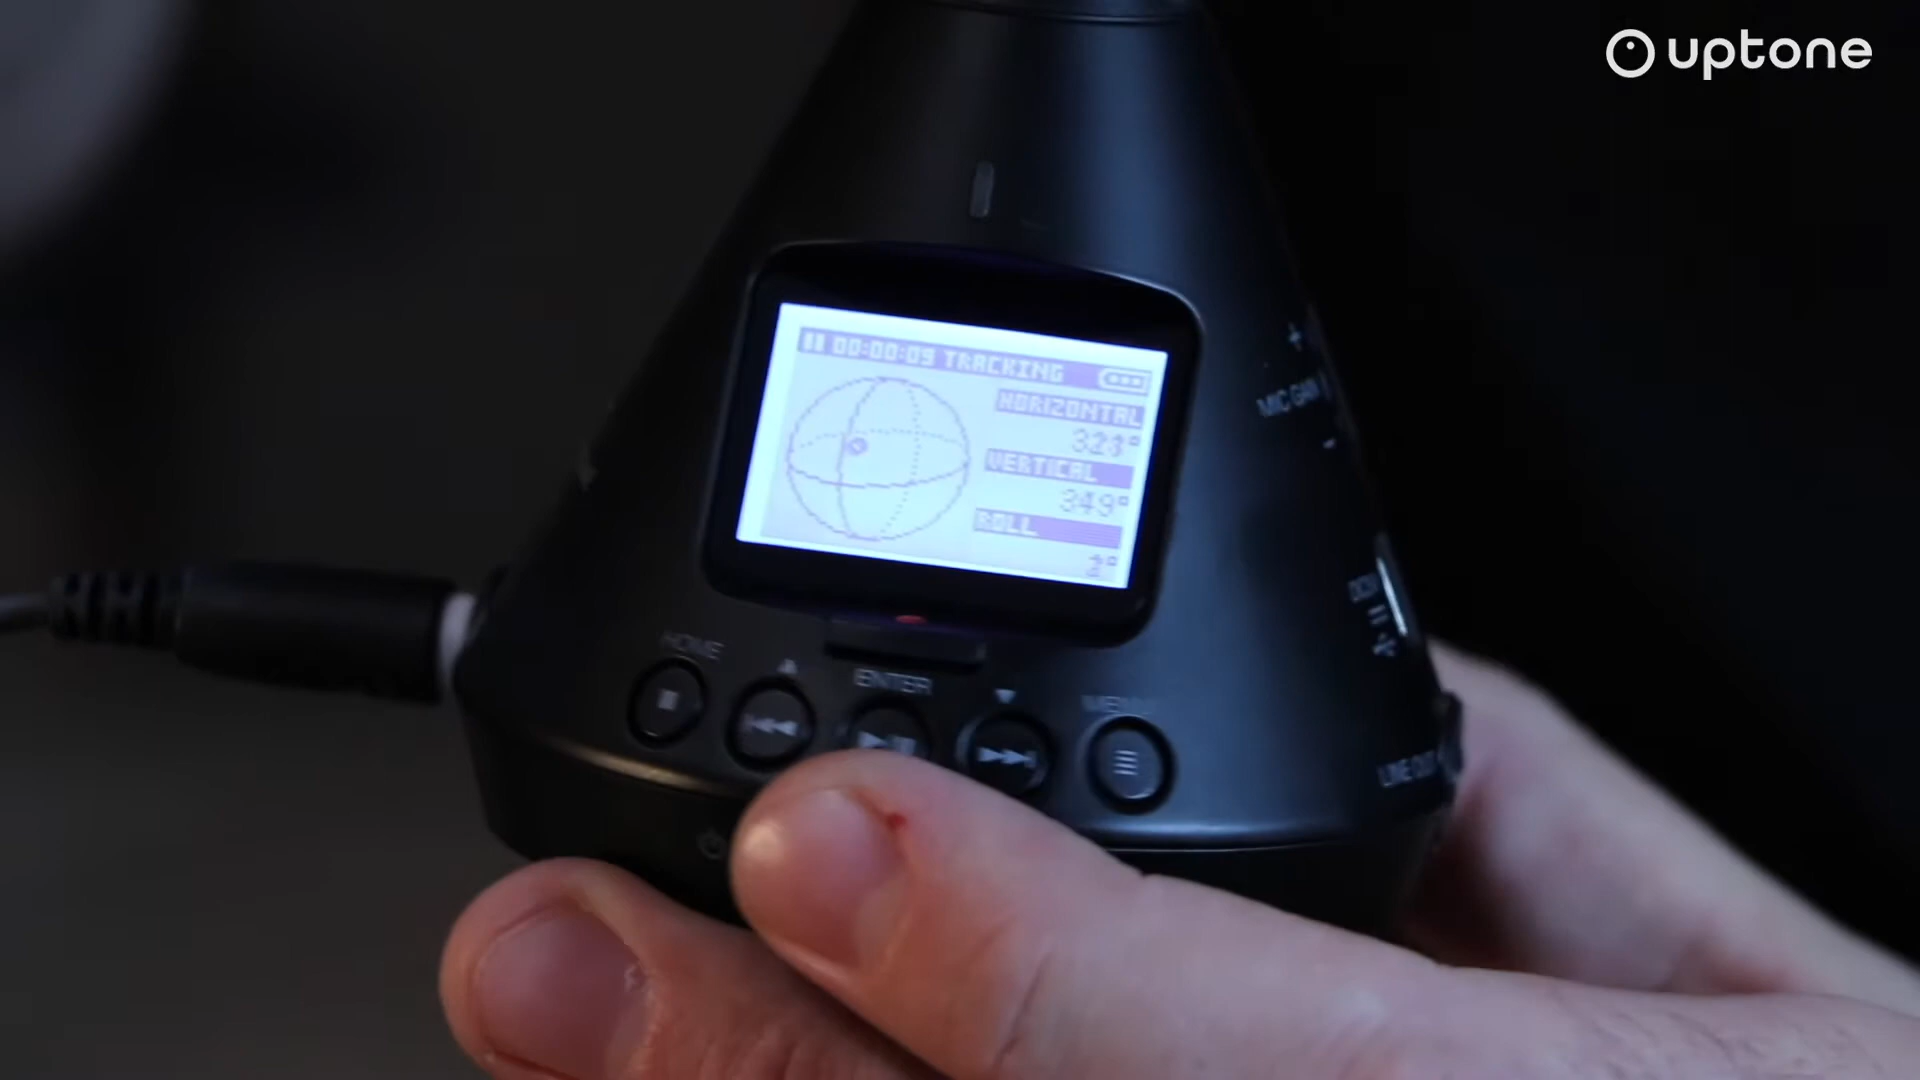 uptone
00:00:09 TRACKING
HORIZONTAL
323°
VERTICAL
349°
ROLL
2°
MIC GAIN
HOME
ENTER
MENU
LINE OUT